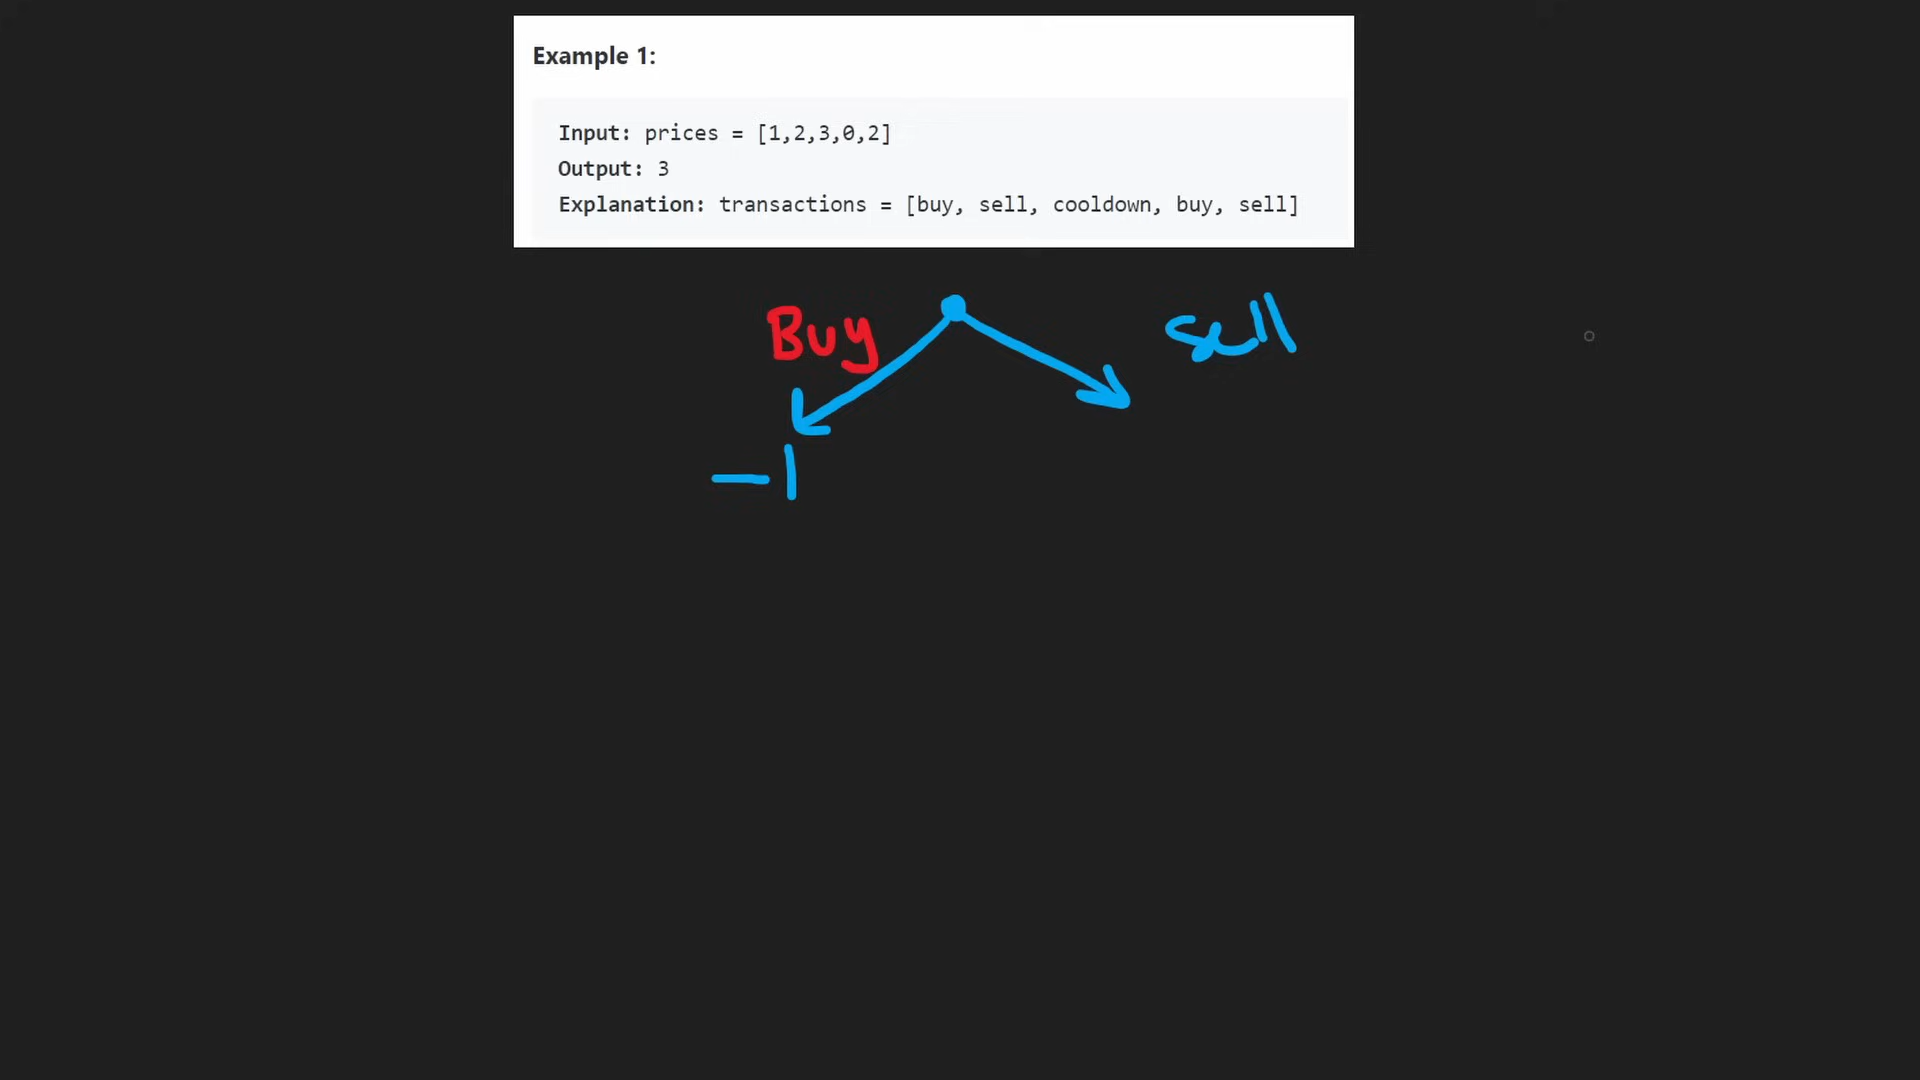 Example 1:
Input: prices = [1,2,3,0,2]
Output: 3
Explanation: transactions = [buy, sell, cooldown, buy, sell]
Buy
sell
-1